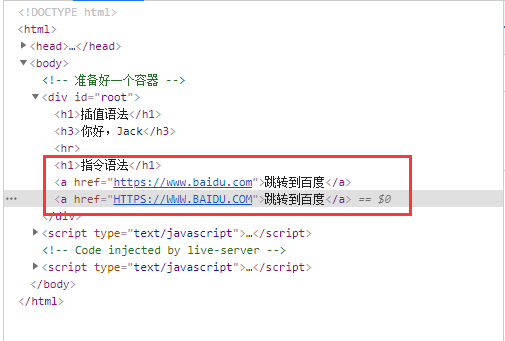 <!DOCTYPE html>
<html>
<head>…</head>
<body>
<!-- 准备好一个容器 -->
<div id="root">
<h1>插值语法</h1>
<h3>你好，Jack</h3>
<hr>
<h1>指令语法</h1>
<a href="https://www.baidu.com">跳转到百度</a>
<a href="HTTPS://WWW.BAIDU.COM">跳转到百度</a> == $0
</div>
<script type="text/javascript">…</script>
<!-- Code injected by live-server -->
<script type="text/javascript">…</script>
</body>
</html>